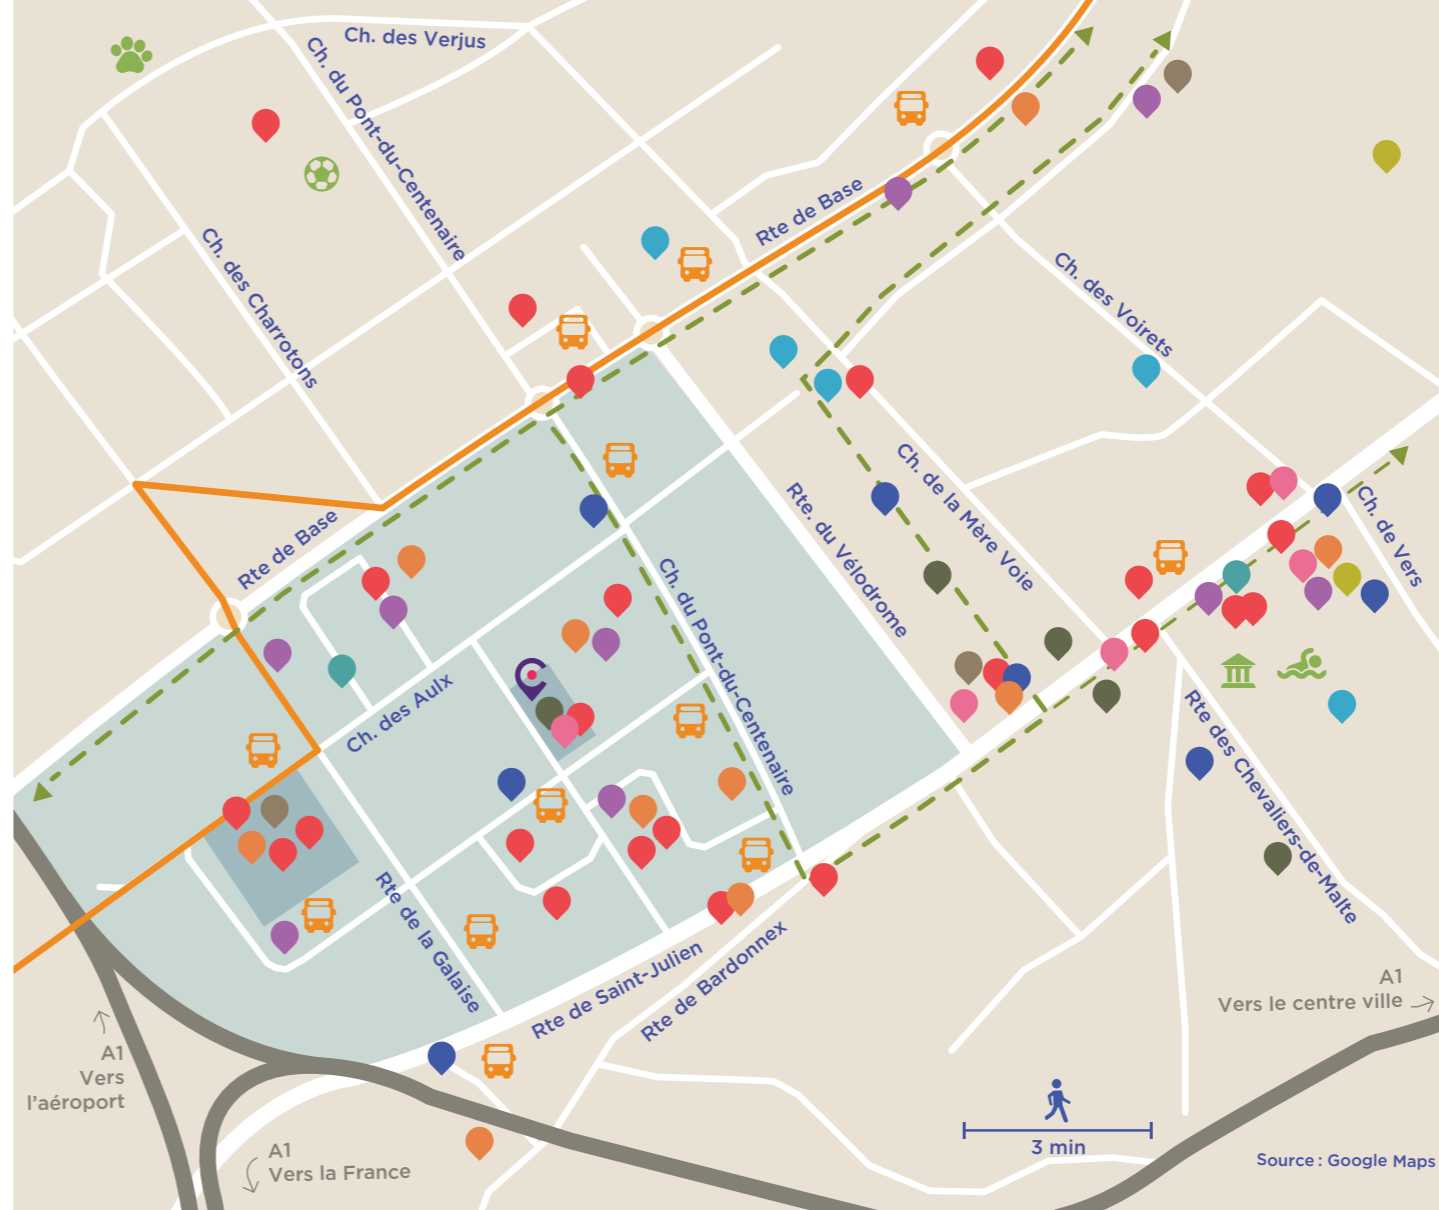 Ch. des Verjus
Ch. du Pont-du-Centenaire
Rte de Base
Ch. des Charrotons
Ch. des Voirets
Ch. de la Mère Voie
Rte. du Vélodrome
Ch. de Vers
Rte de Base
Ch. du Pont-du-Centenaire
Ch. des Aulx
Rte des Chevaliers-de-Malte
Rte de la Galaise
Rte de Saint-Julien
Rte de Bardonnex
A1
Vers le centre ville
A1
Vers
l'aéroport
A1
Vers la France
3 min
Source : Google Maps